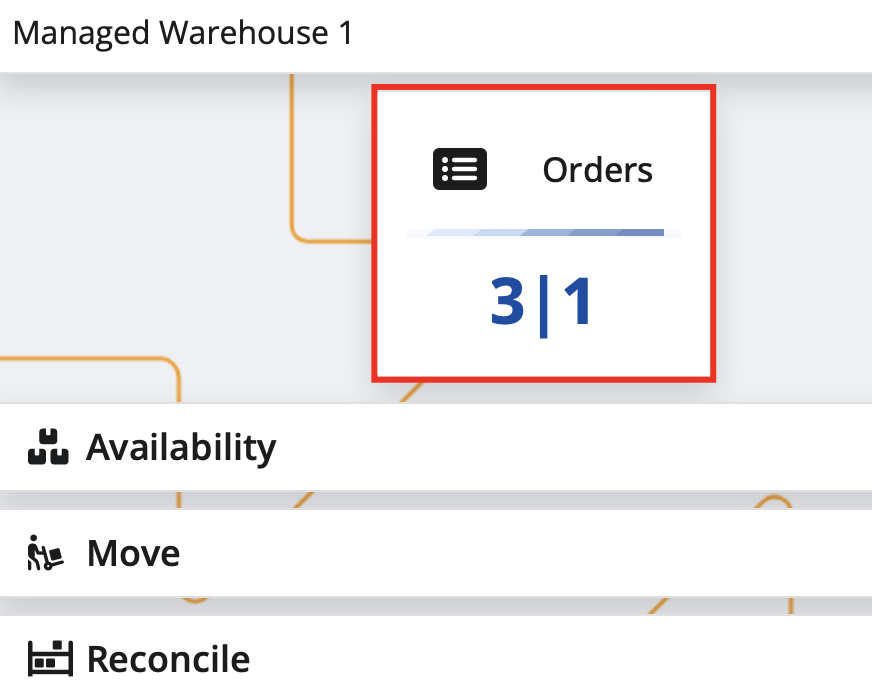 Managed Warehouse 1
Orders
3|1
Availability
Move
Reconcile